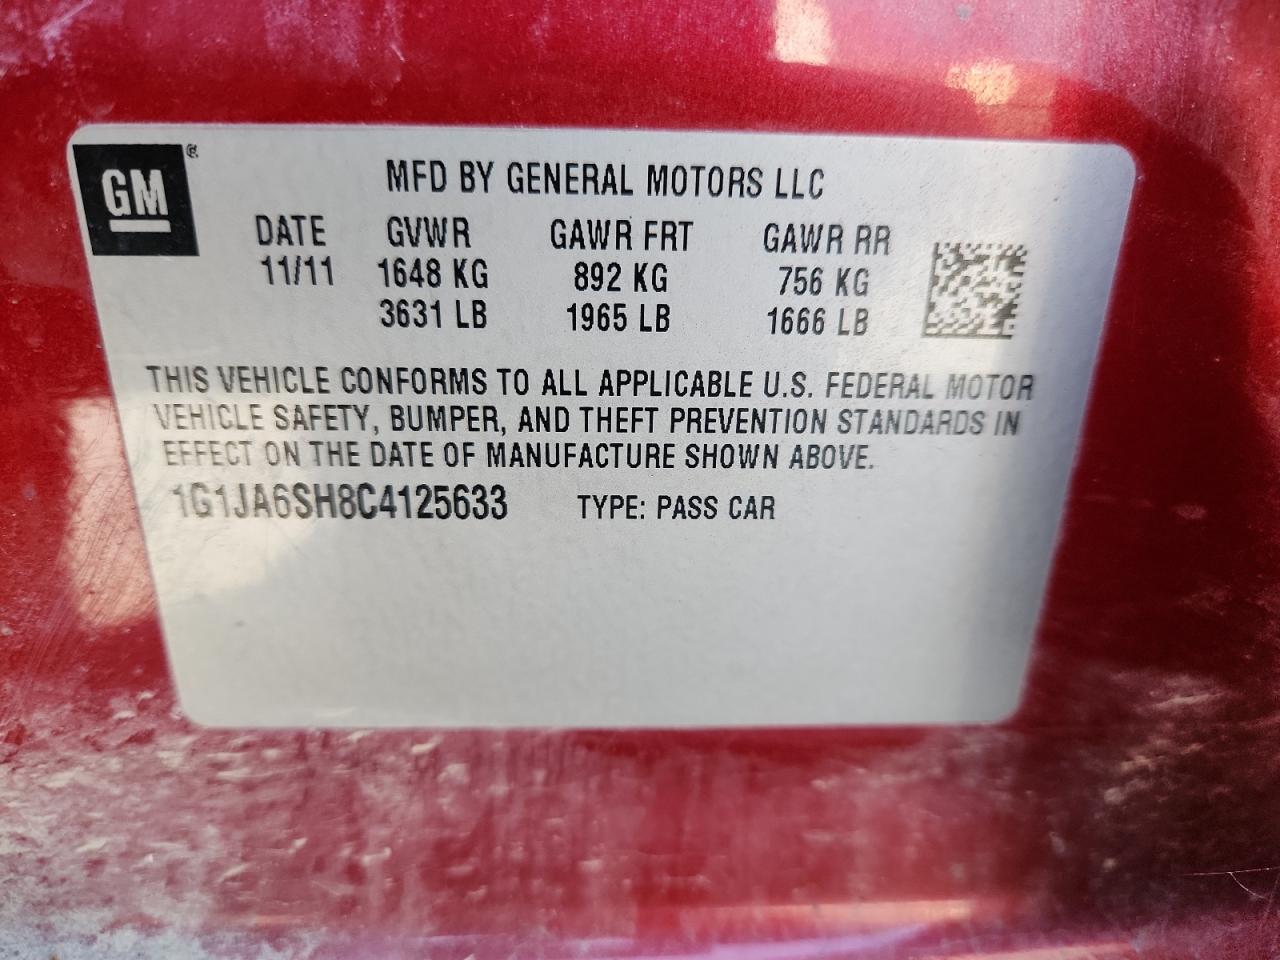 GM®
MFD BY GENERAL MOTORS LLC
DATE GVWR GAWR FRT GAWR RR
11/11 1648 KG 892 KG 756 KG
3631 LB 1965 LB 1666 LB
THIS VEHICLE CONFORMS TO ALL APPLICABLE U.S. FEDERAL MOTOR
VEHICLE SAFETY, BUMPER, AND THEFT PREVENTION STANDARDS IN
EFFECT ON THE DATE OF MANUFACTURE SHOWN ABOVE.
1G1JA6SH8C4125633 TYPE: PASS CAR